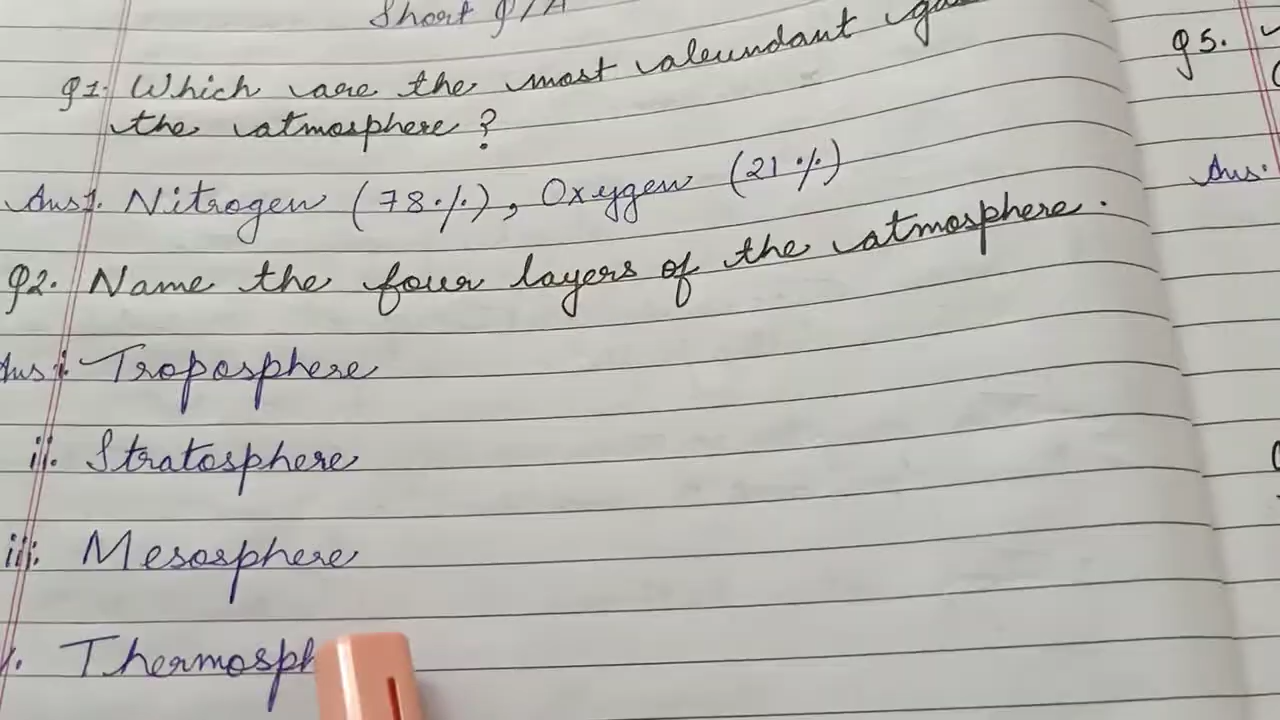 Short Q/A
Q1. Which are the most abundant
the atmosphere?
Ans1. Nitrogen (78%), Oxygen (21%)
Q2. Name the four layers of the atmosphere.
Ans i. Troposphere
ii. Stratosphere
iii. Mesosphere
Thermosph
Q5.
Ans.